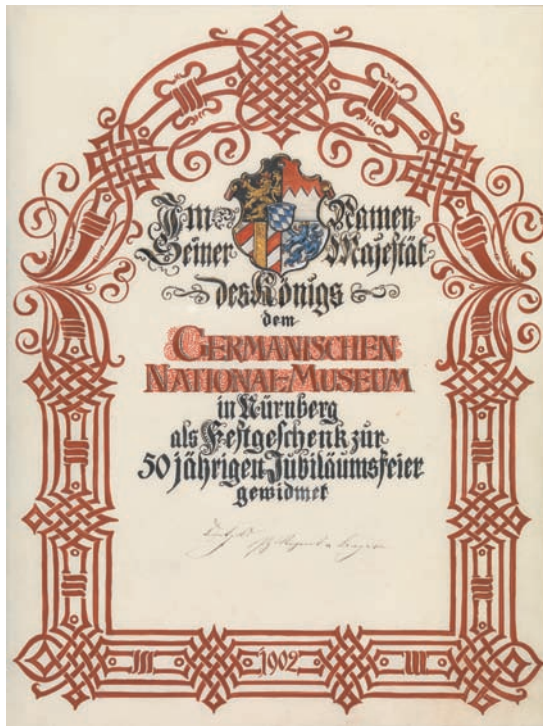 Im Namen
Seiner Majestät
des Königs
dem
GERMANISCHEN
NATIONAL-MUSEUM
in Nürnberg
als Festgeschenk zur
50 jährigen Jubiläumsfeier
gewidmet
1902